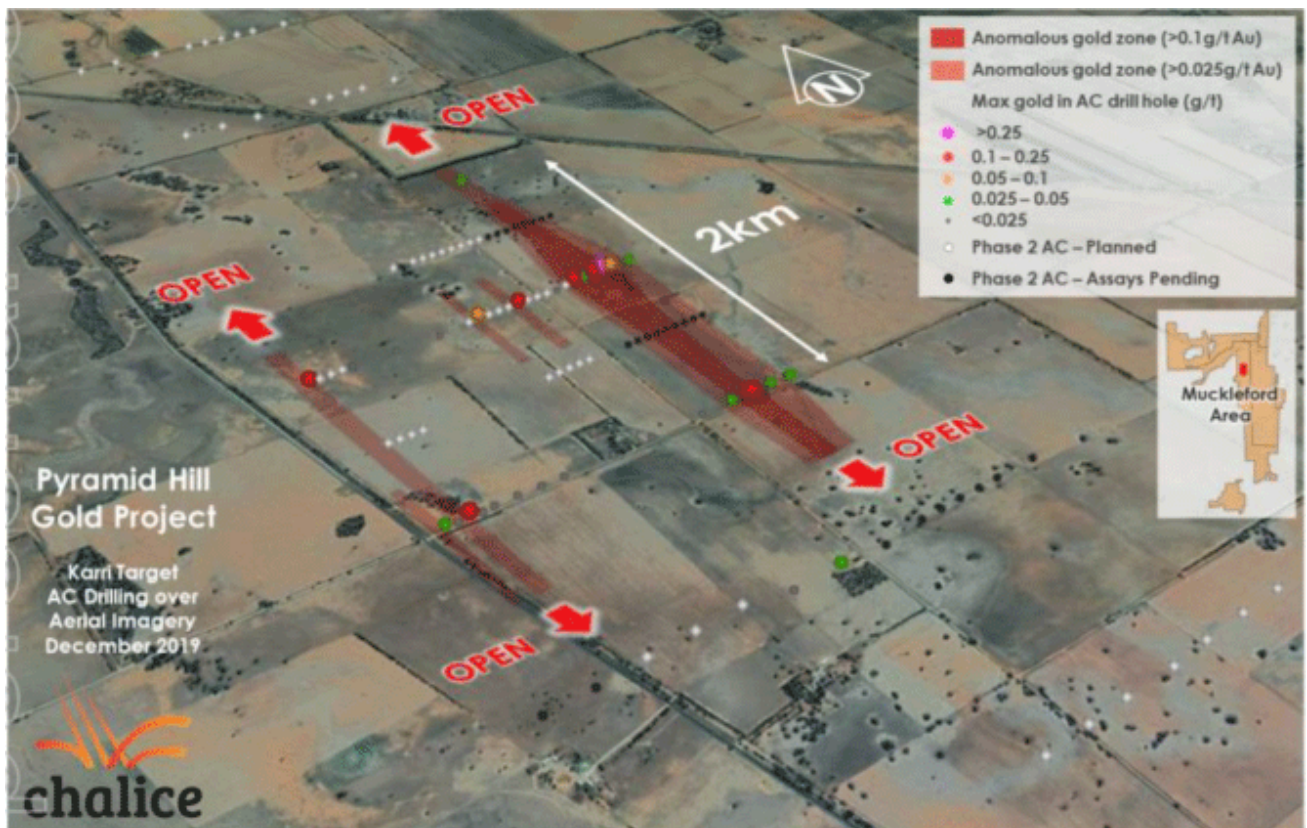 Anomalous gold zone (>0.1g/t Au)
Anomalous gold zone (>0.025g/t Au)
Max gold in AC drill hole (g/t)
>0.25
0.1 – 0.25
0.05 – 0.1
0.025 – 0.05
<0.025
Phase 2 AC – Planned
Phase 2 AC – Assays Pending
N
OPEN
2km
OPEN
Muckleford
Area
OPEN
Pyramid Hill
Gold Project
Karri Target
AC Drilling over
Aerial Imagery
December 2019
OPEN
chalice